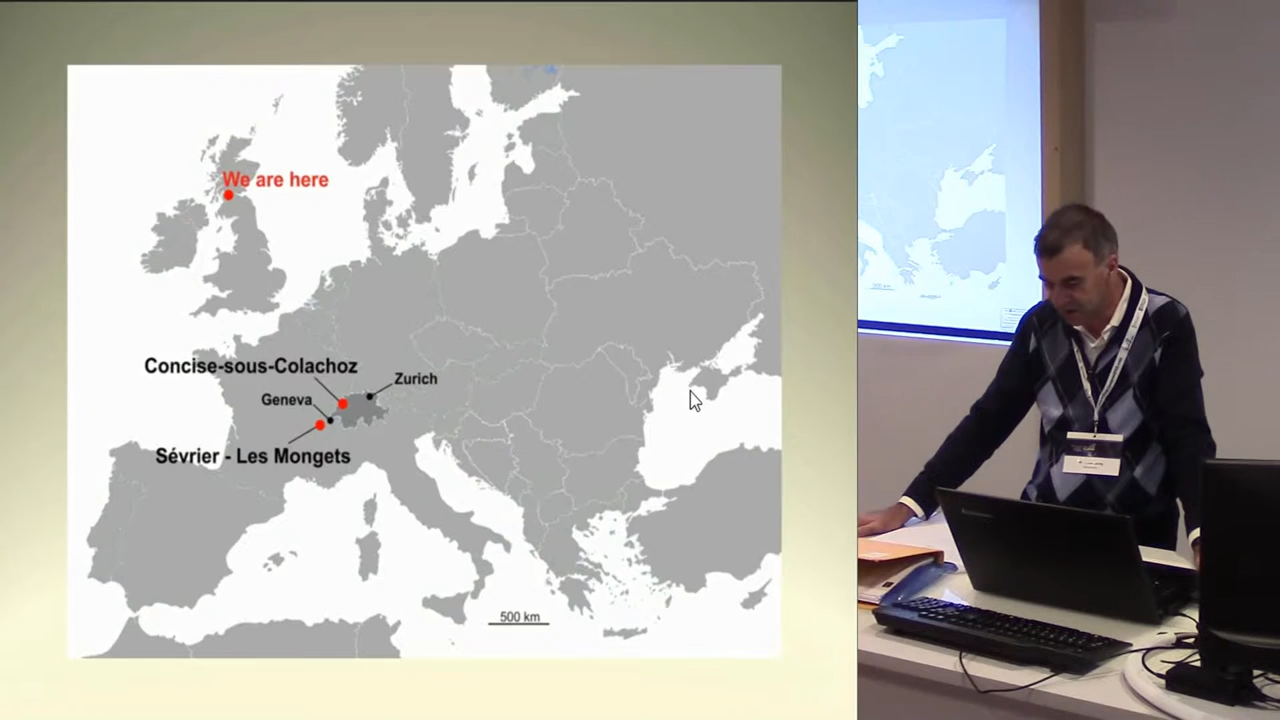 We are here
Concise-sous-Colachoz
Zurich
Geneva
Sévrier - Les Mongets
500 km